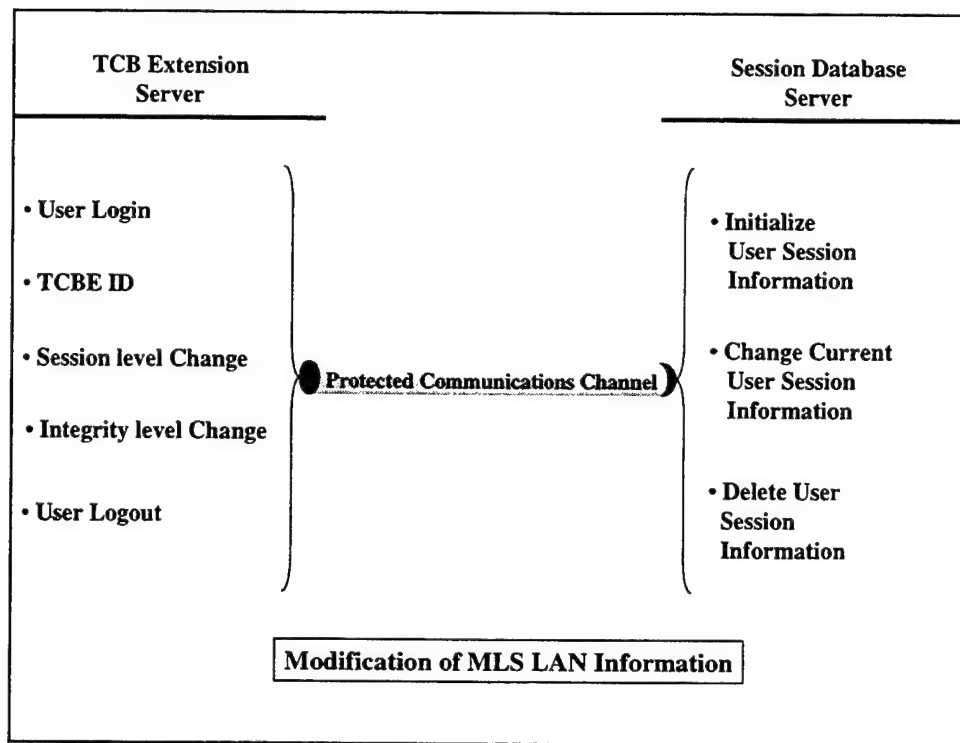 TCB Extension
Server
• User Login
• TCBE ID
• Session level Change
• Integrity level Change
• User Logout
Protected Communications Channel
Session Database
Server
• Initialize
User Session
Information
• Change Current
User Session
Information
• Delete User
Session
Information
Modification of MLS LAN Information